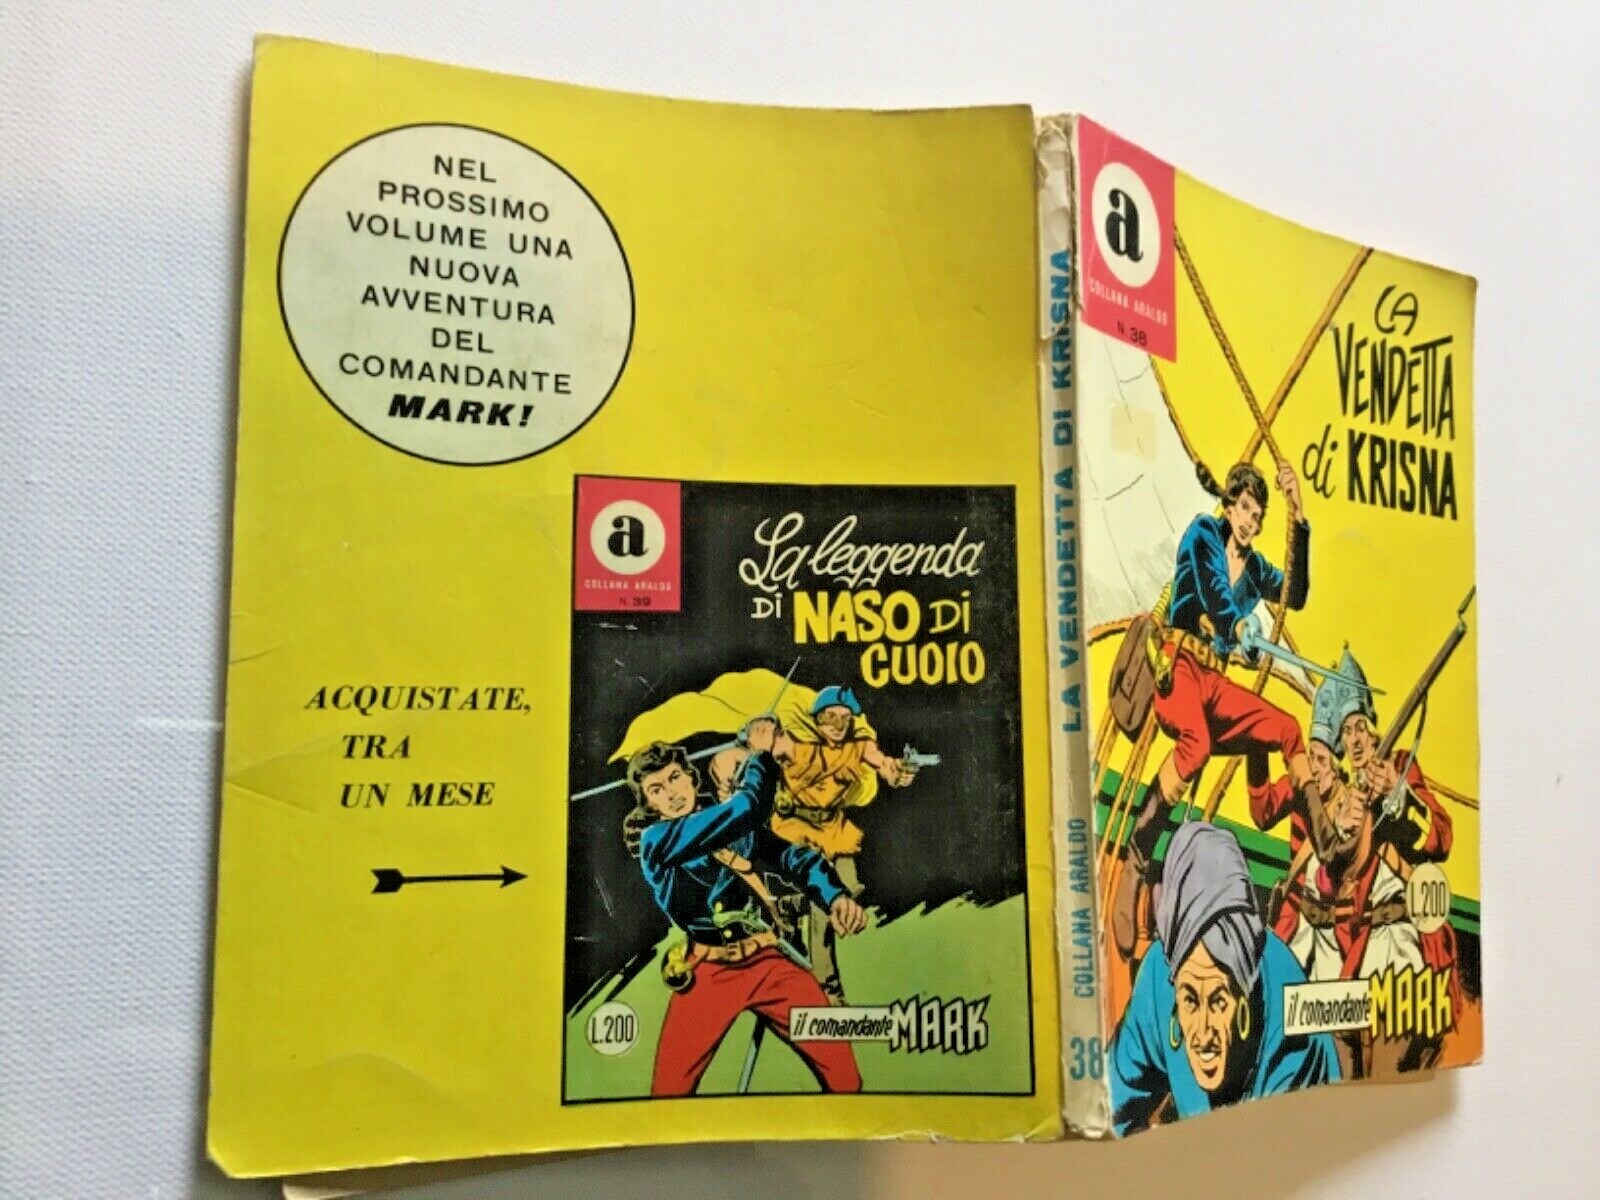 NEL
PROSSIMO
VOLUME UNA
NUOVA
AVVENTURA
DEL
COMANDANTE
MARK!
ACQUISTATE,
TRA
UN MESE
a
COLLANA ARALDO
N. 39
La leggenda
Di NASO Di
CUOIO
L.200
il comandante MARK
LA VENDETTA DI KRISNA
COLLANA ARALDO
38
a
COLLANA ARALDO
N. 38
LA
VENDETTA
di KRISNA
L.200
il comandante MARK